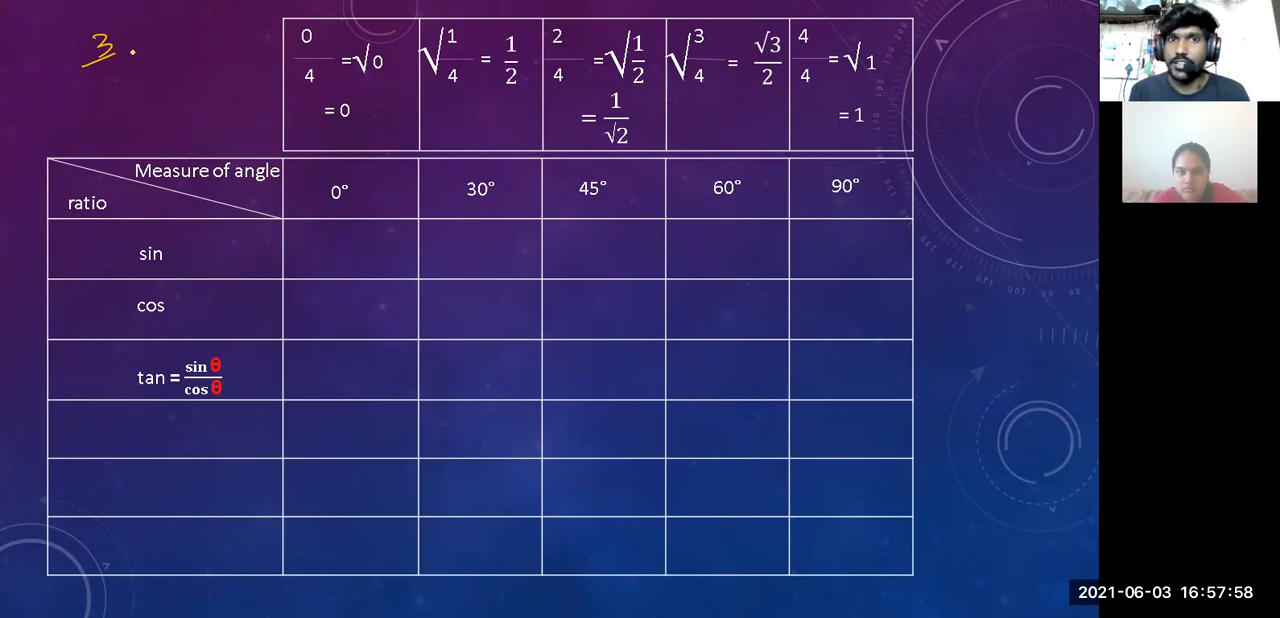 3.
0/4 =√0
= 0
√1/4 = 1/2
2/4 =√1/2
= 1/√2
√3/4 = √3/2
4/4 = √1
= 1
Measure of angle
ratio
0° 30° 45° 60° 90°
sin
cos
tan = sin θ/cos θ
2021-06-03 16:57:58